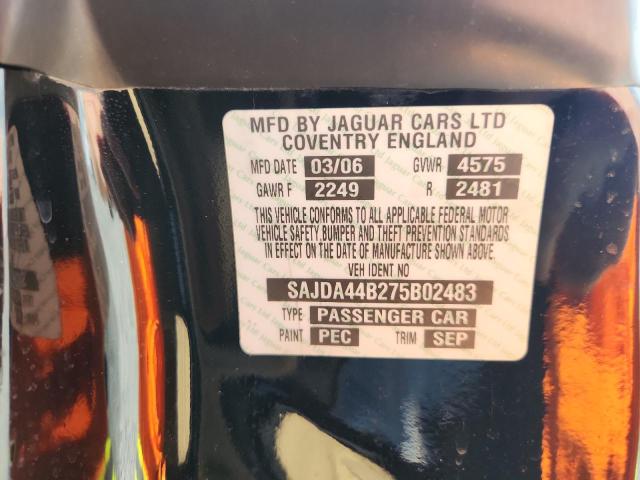 MFD BY JAGUAR CARS LTD
COVENTRY ENGLAND
MFD DATE 03/06 GVWR 4575
GAWR F 2249 R 2481
THIS VEHICLE CONFORMS TO ALL APPLICABLE FEDERAL MOTOR
VEHICLE SAFETY, BUMPER AND THEFT PREVENTION STANDARDS
IN EFFECT ON THE DATE OF MANUFACTURE SHOWN ABOVE.
VEH IDENT NO
SAJDA44B275B02483
TYPE PASSENGER CAR
PAINT PEC TRIM SEP